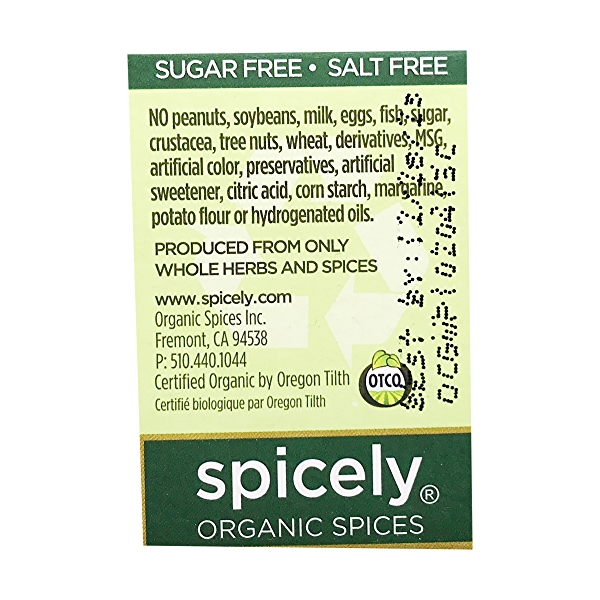 SUGAR FREE • SALT FREE
NO peanuts, soybeans, milk, eggs, fish, sugar,
crustacea, tree nuts, wheat, derivatives, MSG,
artificial color, preservatives, artificial
sweetener, citric acid, corn starch, margarine,
potato flour or hydrogenated oils.
PRODUCED FROM ONLY
WHOLE HERBS AND SPICES
www.spicely.com
Organic Spices Inc.
Fremont, CA 94538
P: 510.440.1044
Certified Organic by Oregon Tilth
Certifié biologique par Oregon Tilth
OTCO
BEST BY:
spicely®
ORGANIC SPICES